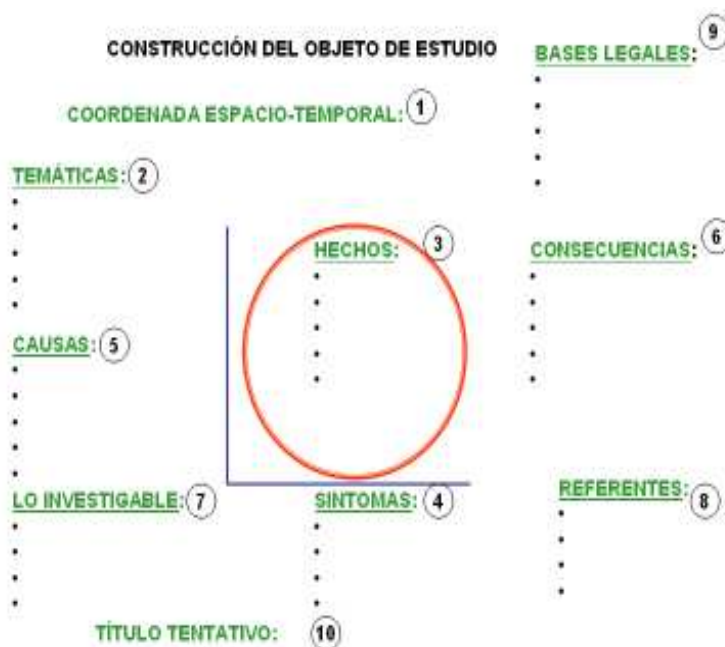 CONSTRUCCIÓN DEL OBJETO DE ESTUDIO
BASES LEGALES: 9
COORDENADA ESPACIO-TEMPORAL: 1
TEMÁTICAS: 2
HECHOS: 3
CONSECUENCIAS: 6
CAUSAS: 5
LO INVESTIGABLE: 7
SINTOMAS: 4
REFERENTES: 8
TÍTULO TENTATIVO: 10